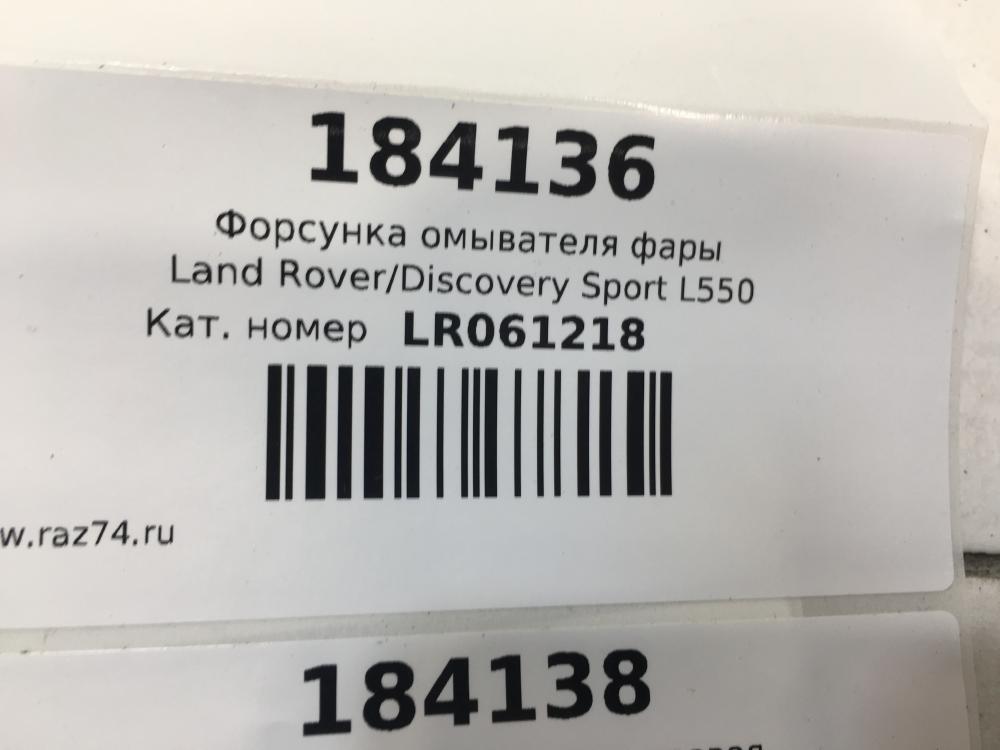 184136
Форсунка омывателя фары
Land Rover/Discovery Sport L550
Кат. номер LR061218
w.raz74.ru
184138